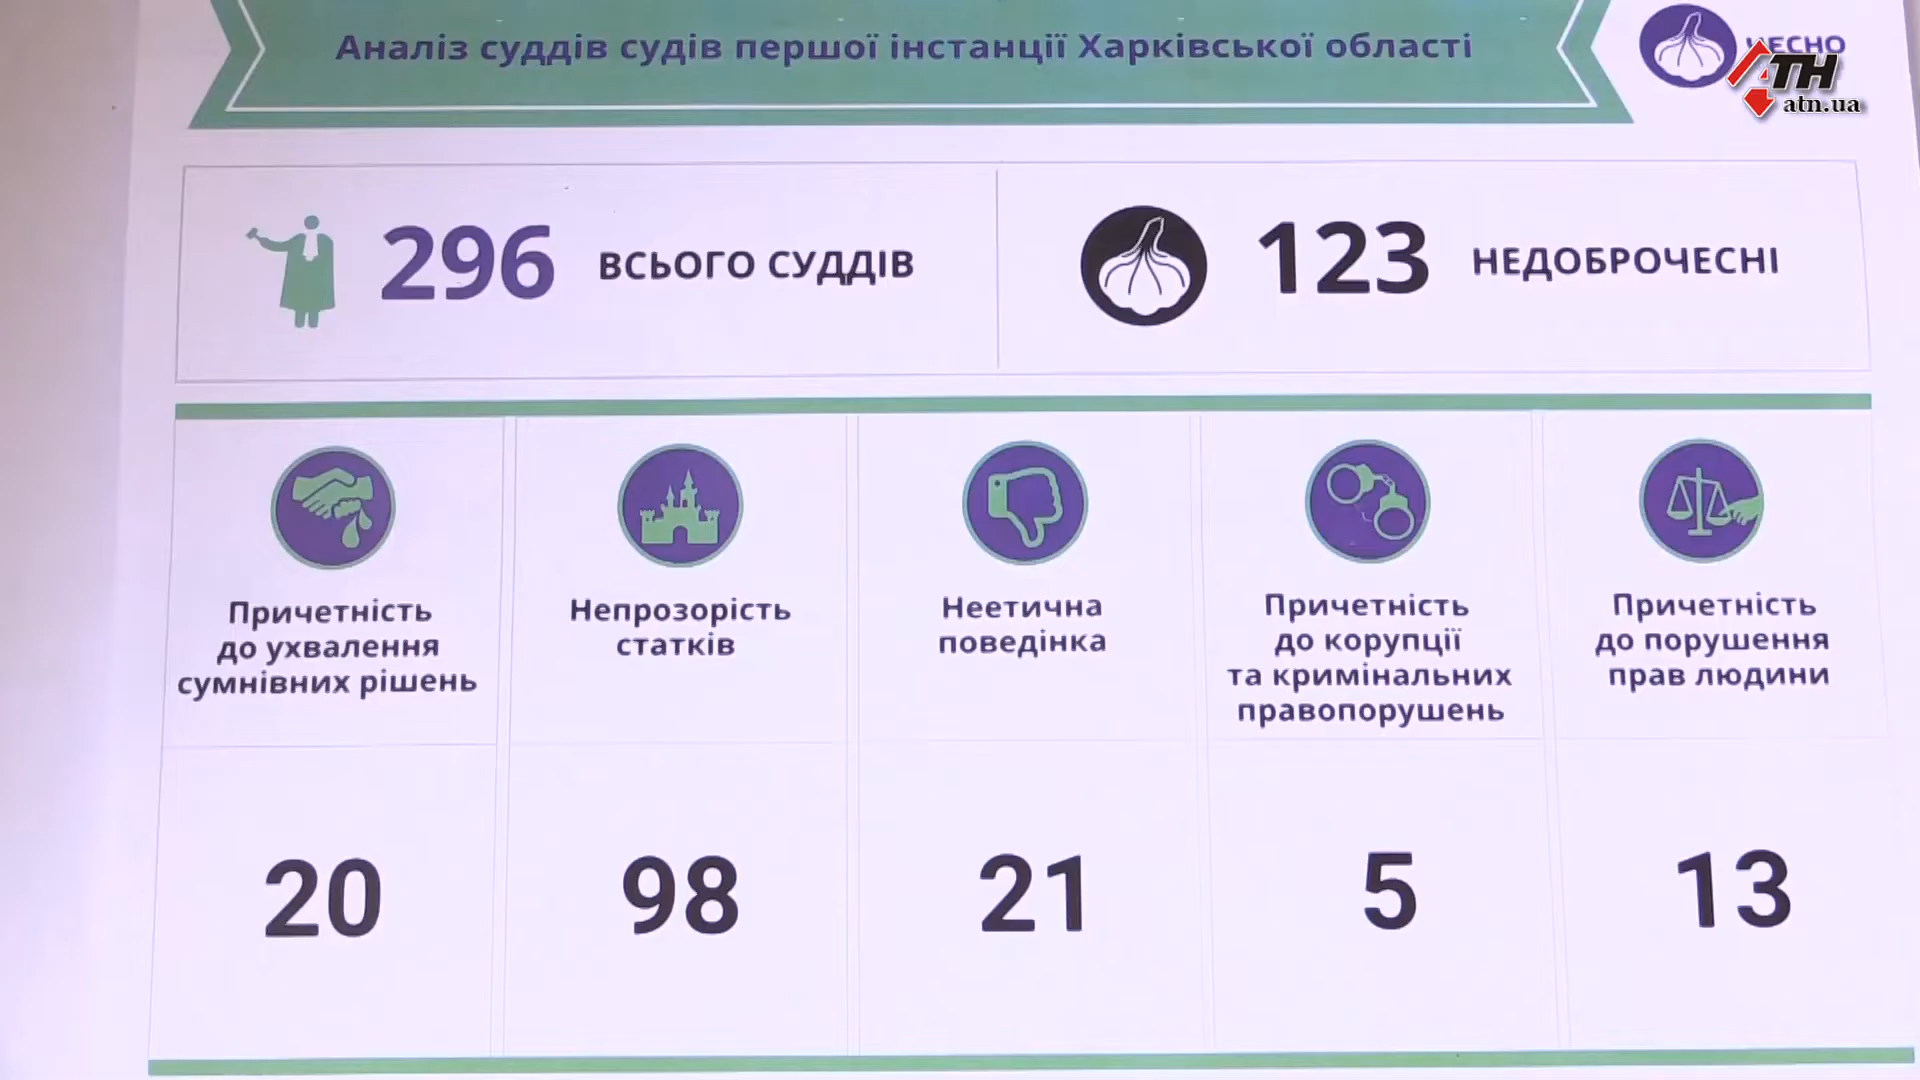 Аналіз суддів судів першої інстанції Харківської області
ЧЕСНО
АТН
atn.ua
296 ВСЬОГО СУДДІВ
123 НЕДОБРОЧЕСНІ
Причетність
до ухвалення
сумнівних рішень
20
Непрозорість
статків
98
Неетична
поведінка
21
Причетність
до корупції
та кримінальних
правопорушень
5
Причетність
до порушення
прав людини
13